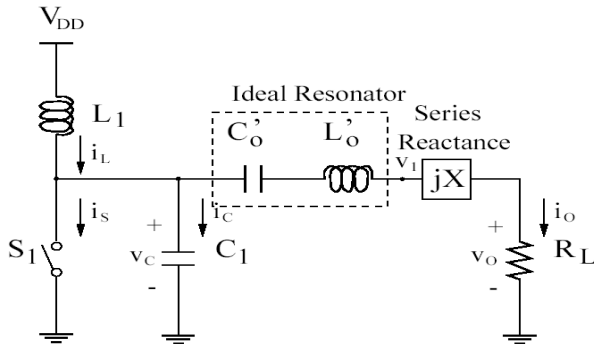 V_DD
Ideal Resonator
L_1
C'_o
L'_o
Series
Reactance
i_L
v_1
jX
i_S
+
i_C
+
i_O
S_1
v_C
C_1
v_O
R_L
-
-